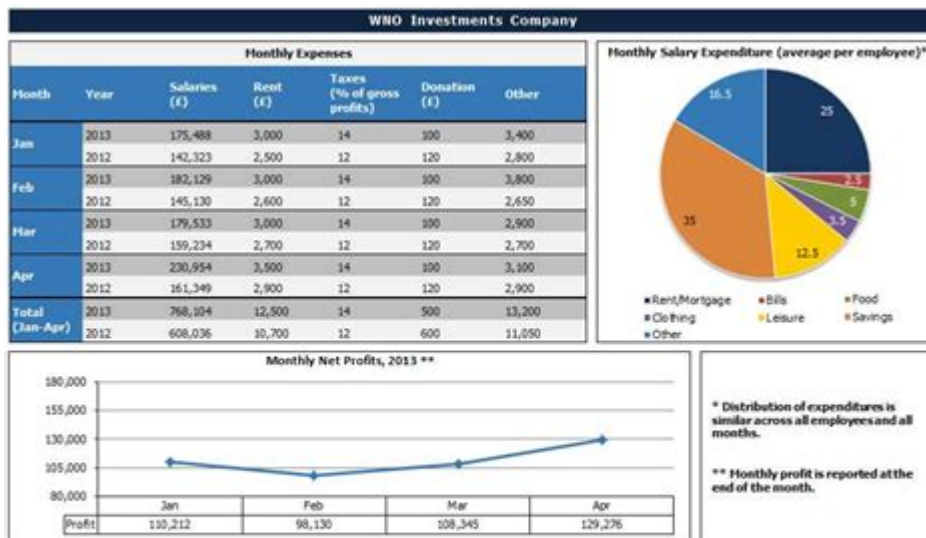 WNO Investments Company
Monthly Expenses
Month Year Salaries (£) Rent (£) Taxes (% of gross profits) Donation (£) Other
Jan 2013 175,488 3,000 14 100 3,400
2012 142,323 2,500 12 120 2,800
Feb 2013 182,129 3,000 14 100 3,800
2012 145,130 2,600 12 120 2,650
Mar 2013 179,533 3,000 14 100 2,900
2012 159,234 2,700 12 120 2,700
Apr 2013 230,954 3,500 14 100 3,100
2012 161,349 2,900 12 120 2,900
Total (Jan-Apr) 2013 768,104 12,500 14 500 13,200
2012 608,036 10,700 12 600 11,050
Monthly Salary Expenditure (average per employee)*
16.5
25
2.5
5
3.5
12.5
35
Rent/Mortgage Bills Food
Clothing Leisure Savings
Other
Monthly Net Profits, 2013 **
180,000
155,000
130,000
105,000
80,000
Jan Feb Mar Apr
Profit 110,212 98,130 108,345 129,276
* Distribution of expenditures is
similar across all employees and all
months.
** Monthly profit is reported at the
end of the month.